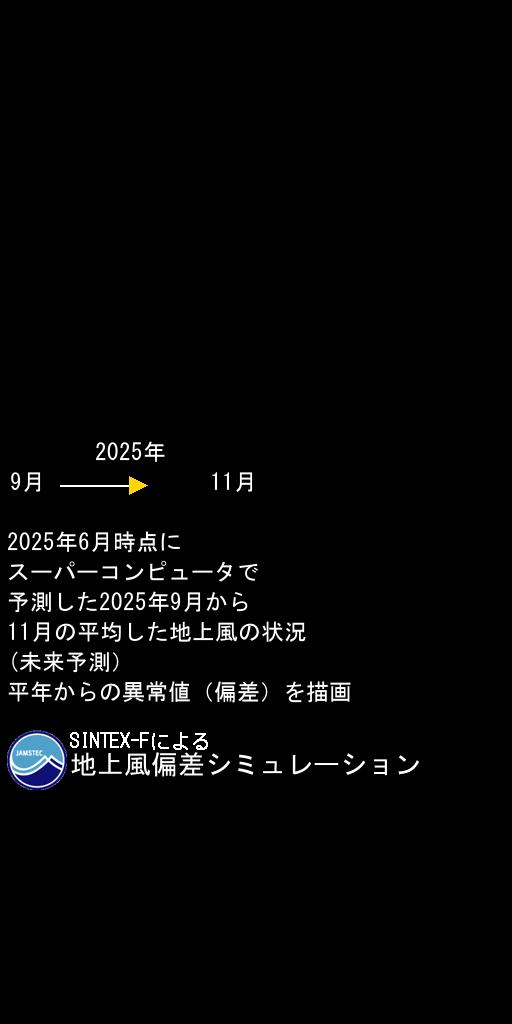 2025年
9月 11月
2025年6月時点に
スーパーコンピュータで
予測した2025年9月から
11月の平均した地上風の状況
(未来予測)
平年からの異常値（偏差）を描画
SINTEX-Fによる
JAMSTEC
地上風偏差シミュレーション